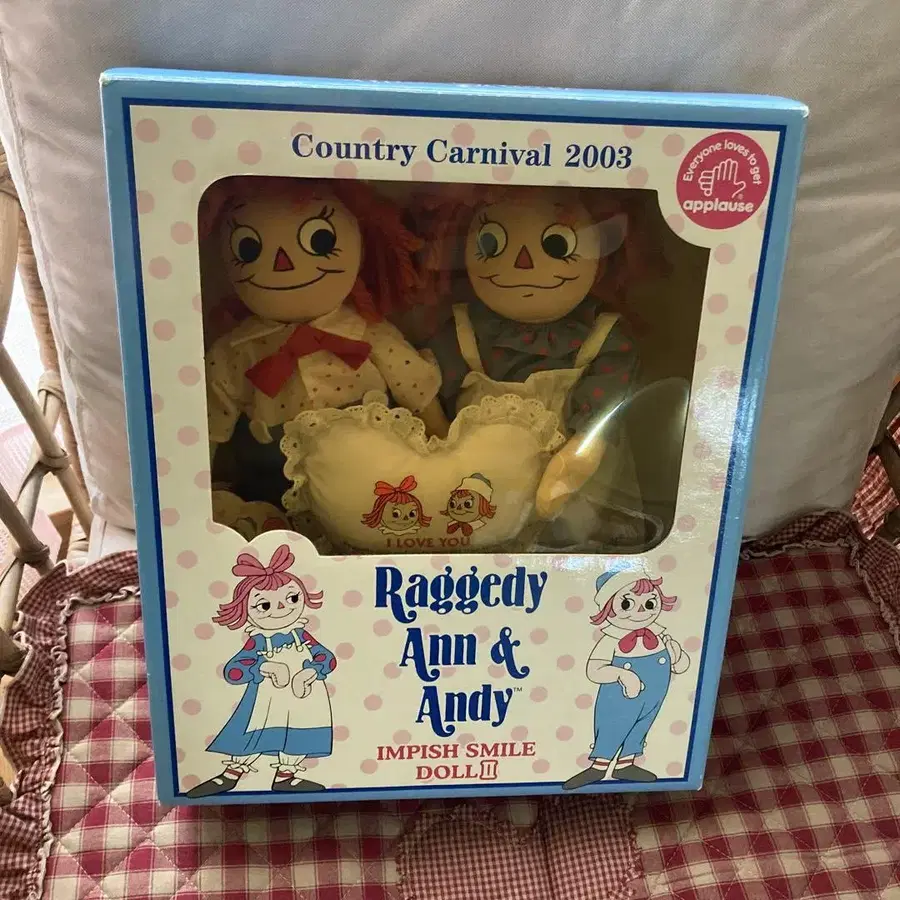 Country Carnival 2003
Everyone loves to get
applause
I LOVE YOU
Raggedy
Ann &
Andy™
IMPISH SMILE
DOLL II